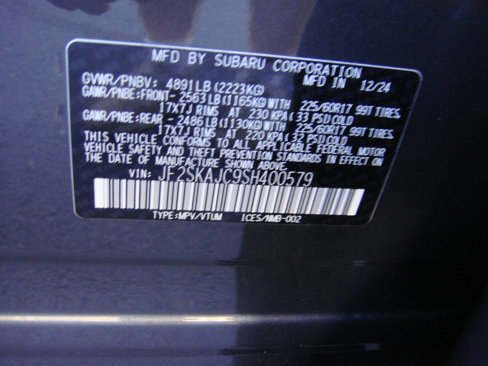 MFD BY SUBARU CORPORATION
GVWR/PNBV: 4891LB(2223KG) MFD IN 12/24
GAWR/PNBE:FRONT-2563LB(1165KG)WITH 225/60R17 99T TIRES
17X7J RIMS AT 230 KPA(33 PSI)COLD
GAWR/PNBE:REAR -2486LB(1130KG)WITH 225/60R17 99T TIRES
17X7J RIMS AT 220 KPA(32 PSI)COLD
THIS VEHICLE CONFORMS TO ALL APPLICABLE FEDERAL MOTOR
VEHICLE SAFETY AND THEFT PREVENTION STANDARDS IN EFFECT
ON THE DATE OF MANUFACTURE SHOWN ABOVE.
VIN: JF2SKAJC9SH400579
TYPE:MPV/VTUM ICES/NMB-002